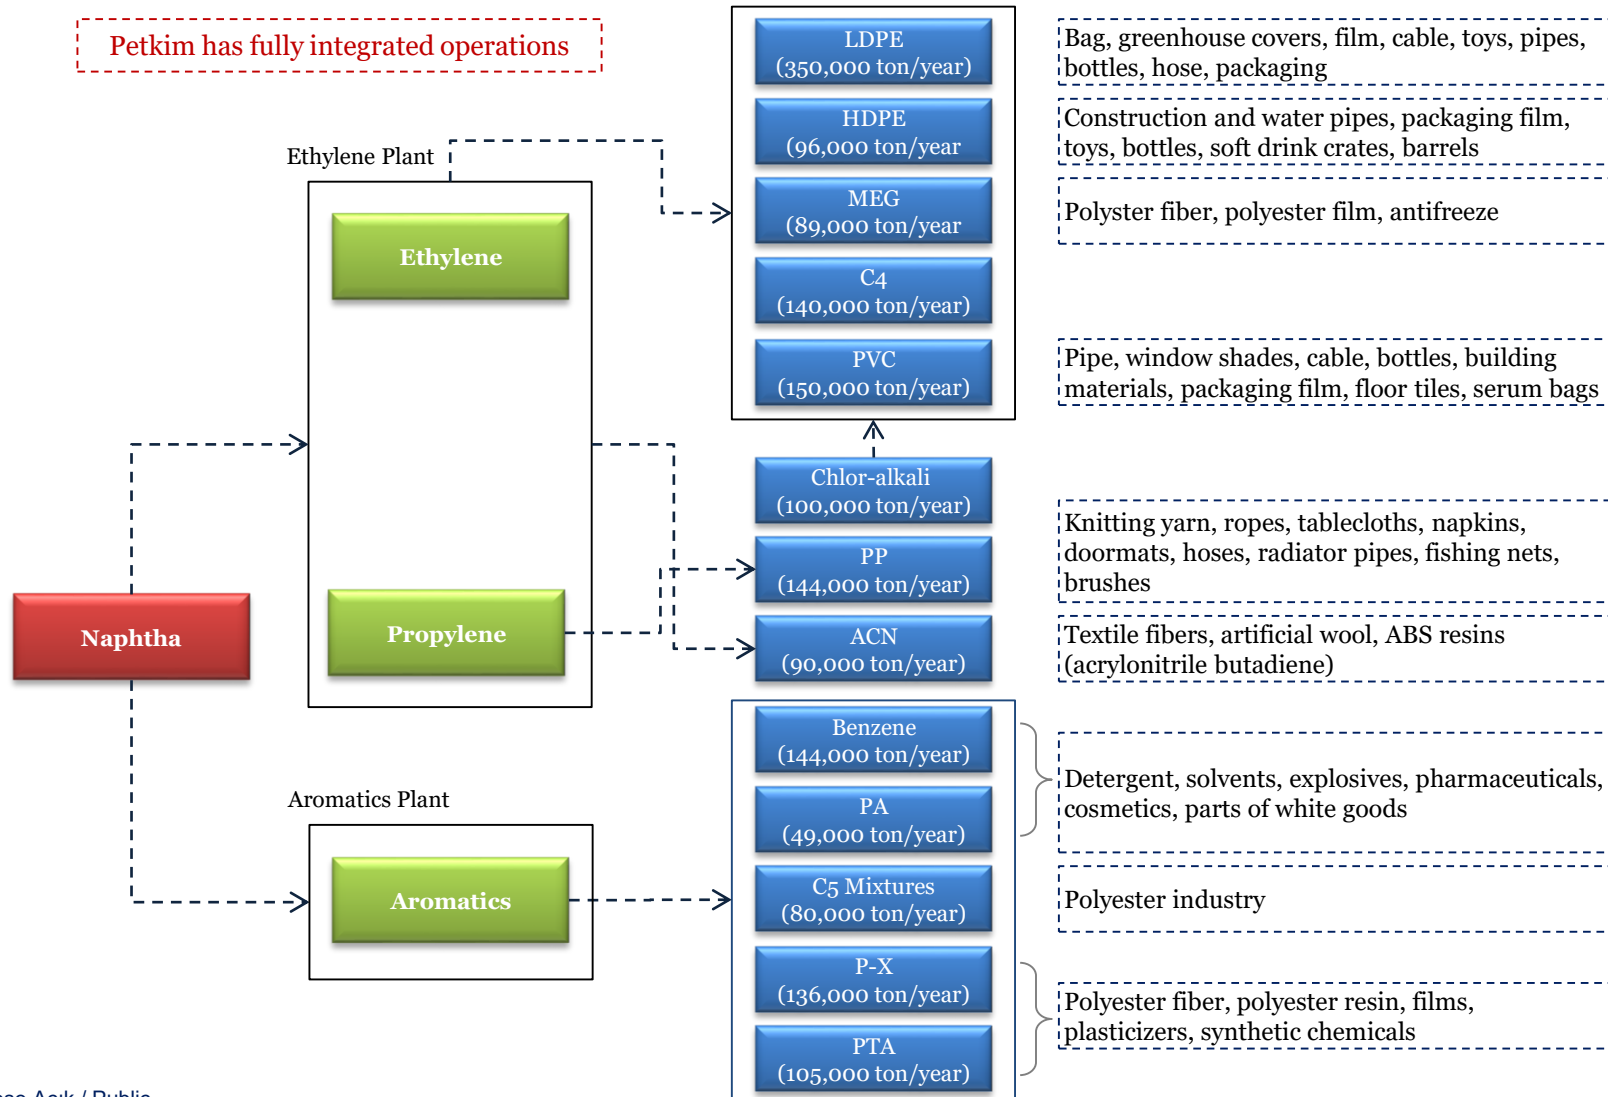 Petkim has fully integrated operations
LDPE
(350,000 ton/year)
Bag, greenhouse covers, film, cable, toys, pipes,
bottles, hose, packaging
HDPE
(96,000 ton/year
Construction and water pipes, packaging film,
toys, bottles, soft drink crates, barrels
Ethylene Plant
MEG
(89,000 ton/year
Polyster fiber, polyester film, antifreeze
Ethylene
C4
(140,000 ton/year)
PVC
(150,000 ton/year)
Pipe, window shades, cable, bottles, building
materials, packaging film, floor tiles, serum bags
Chlor-alkali
(100,000 ton/year)
PP
(144,000 ton/year)
Knitting yarn, ropes, tablecloths, napkins,
doormats, hoses, radiator pipes, fishing nets,
brushes
Naphtha
Propylene
ACN
(90,000 ton/year)
Textile fibers, artificial wool, ABS resins
(acrylonitrile butadiene)
Benzene
(144,000 ton/year)
PA
(49,000 ton/year)
Detergent, solvents, explosives, pharmaceuticals,
cosmetics, parts of white goods
Aromatics Plant
Aromatics
C5 Mixtures
(80,000 ton/year)
Polyester industry
P-X
(136,000 ton/year)
PTA
(105,000 ton/year)
Polyester fiber, polyester resin, films,
plasticizers, synthetic chemicals
Açık / Public